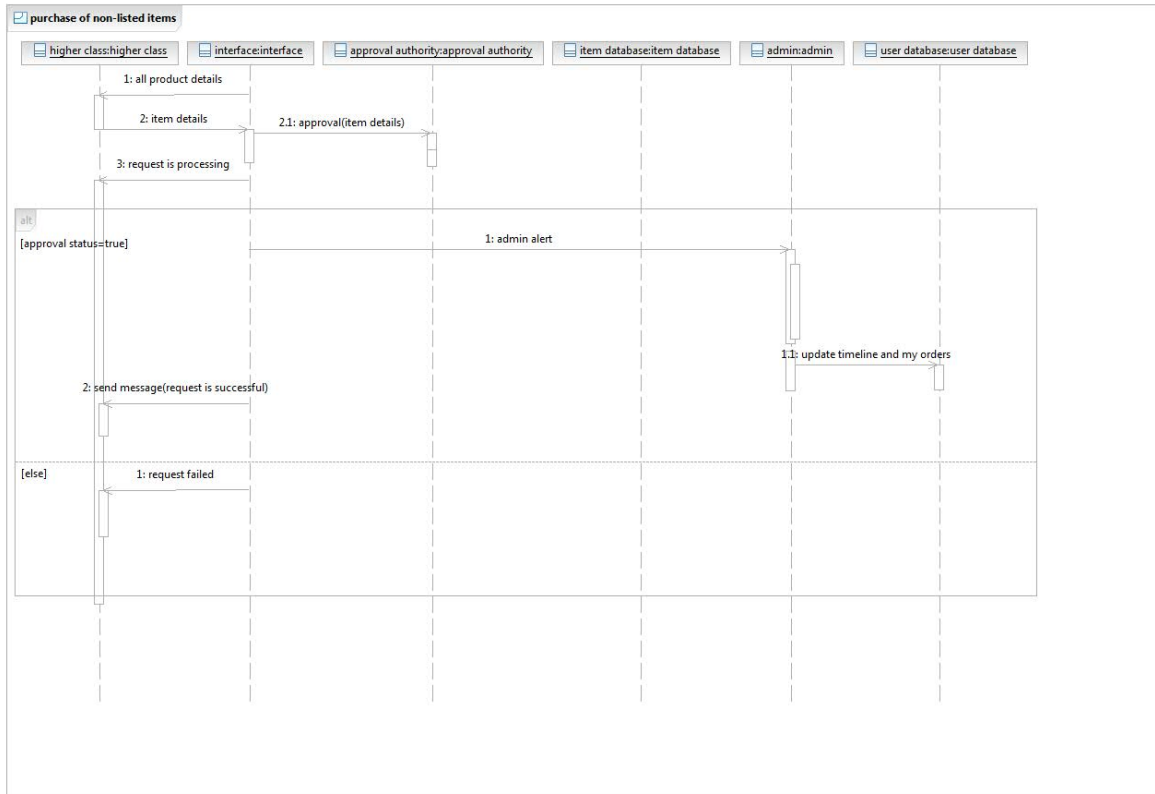 purchase of non-listed items
higher class:higher class
interface:interface
approval authority:approval authority
item database:item database
admin:admin
user database:user database
1: all product details
2: item details
2.1: approval(item details)
3: request is processing
alt
[approval status=true]
1: admin alert
1.1: update timeline and my orders
2: send message(request is successful)
[else]
1: request failed